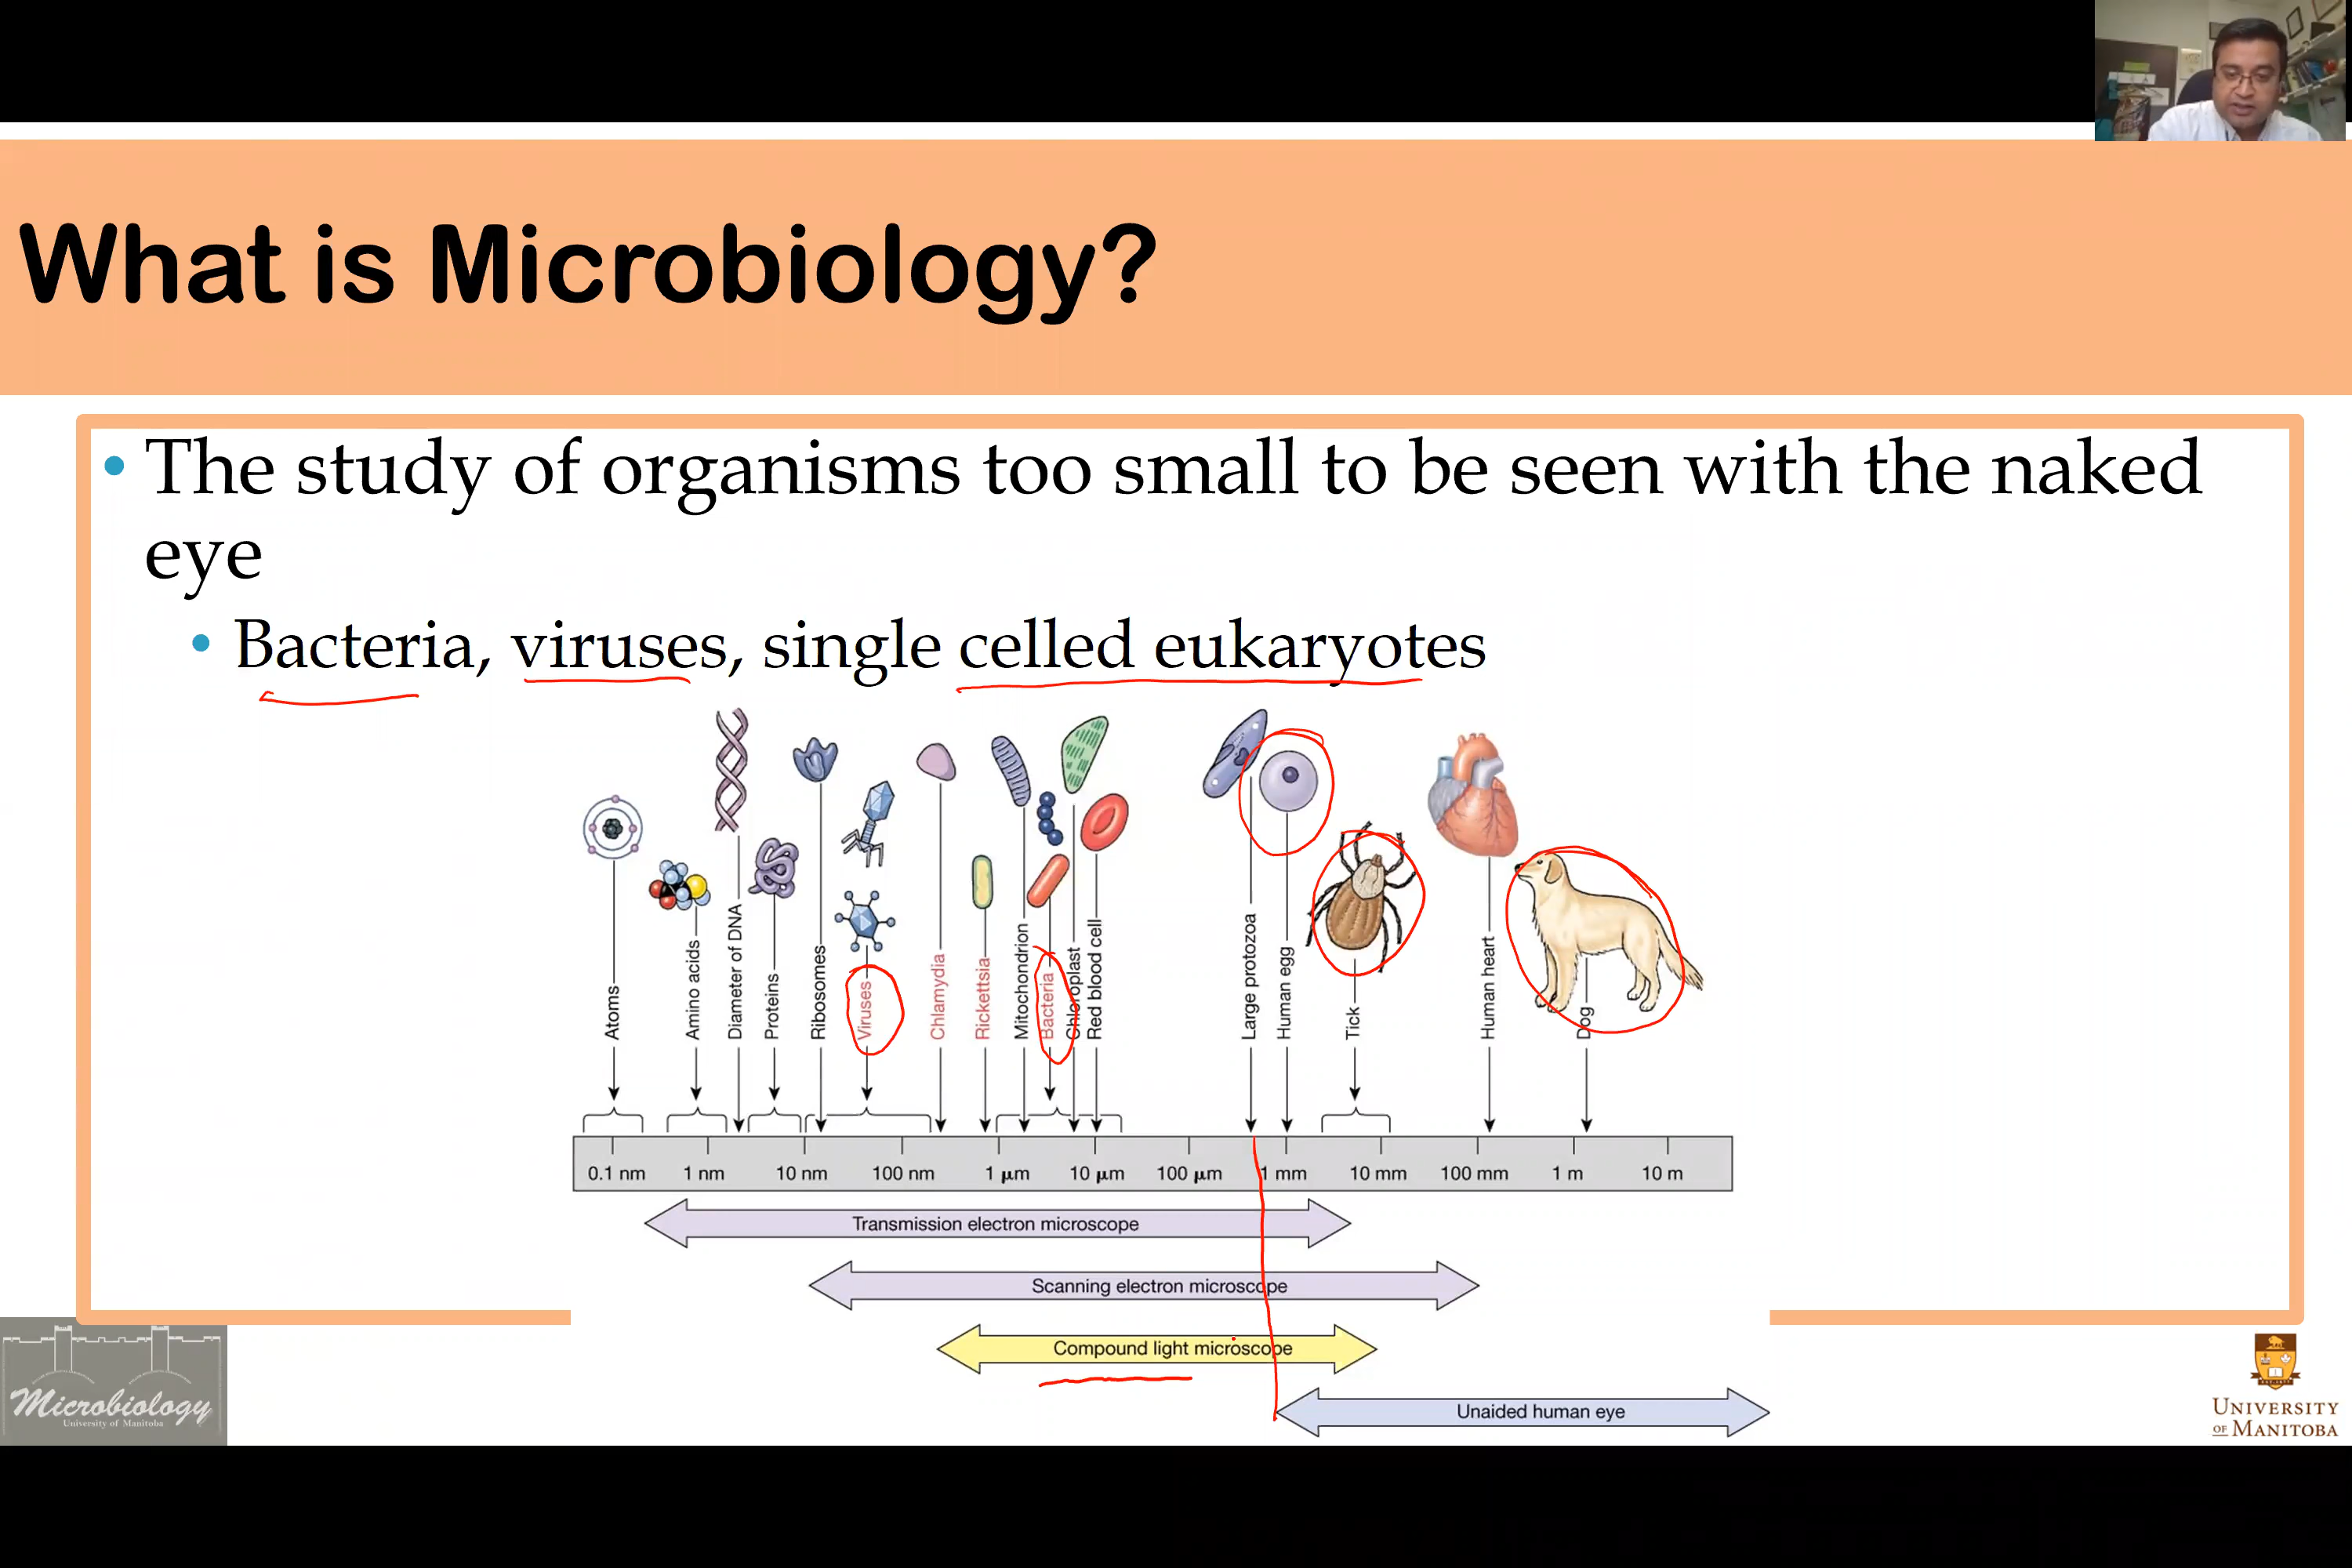 What is Microbiology?
• The study of organisms too small to be seen with the naked
eye
• Bacteria, viruses, single celled eukaryotes
Atoms
Amino acids
Diameter of DNA
Proteins
Ribosomes
Viruses
Chlamydia
Rickettsia
Mitochondrion
Bacteria
Chloroplast
Red blood cell
Large protozoa
Human egg
Tick
Human heart
Dog
0.1 nm 1 nm 10 nm 100 nm 1 μm 10 μm 100 μm 1 mm 10 mm 100 mm 1 m 10 m
Transmission electron microscope
Scanning electron microscope
Compound light microscope
Unaided human eye
Microbiology
University of Manitoba
UNIVERSITY
OF MANITOBA